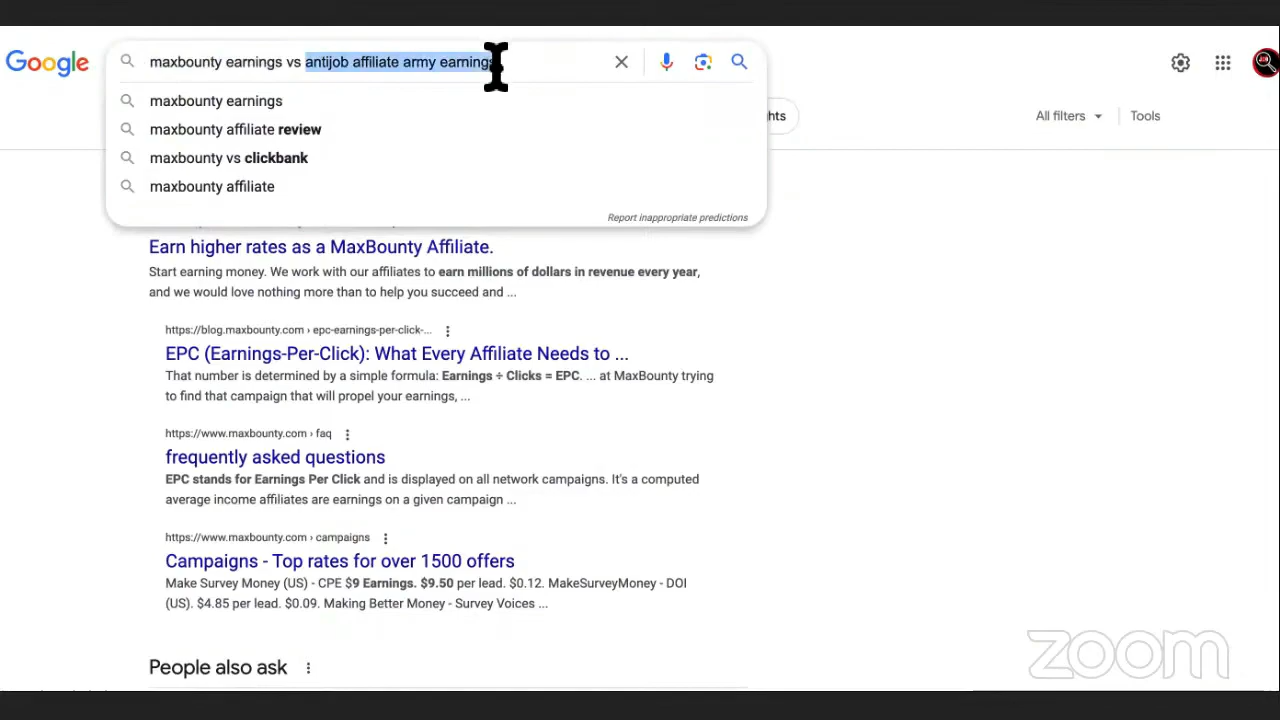 Google
maxbounty earnings vs antijob affiliate army earnings
maxbounty earnings
maxbounty affiliate review
maxbounty vs clickbank
maxbounty affiliate
Report inappropriate predictions
hts
All filters
Tools
Earn higher rates as a MaxBounty Affiliate.
Start earning money. We work with our affiliates to earn millions of dollars in revenue every year,
and we would love nothing more than to help you succeed and ...
https://blog.maxbounty.com › epc-earnings-per-click-...
EPC (Earnings-Per-Click): What Every Affiliate Needs to ...
That number is determined by a simple formula: Earnings ÷ Clicks = EPC. ... at MaxBounty trying
to find that campaign that will propel your earnings, ...
https://www.maxbounty.com › faq
frequently asked questions
EPC stands for Earnings Per Click and is displayed on all network campaigns. It's a computed
average income affiliates are earnings on a given campaign ...
https://www.maxbounty.com › campaigns
Campaigns - Top rates for over 1500 offers
Make Survey Money (US) - CPE $9 Earnings. $9.50 per lead. $0.12. MakeSurveyMoney - DOI
(US). $4.85 per lead. $0.09. Making Better Money - Survey Voices ...
People also ask
zoom